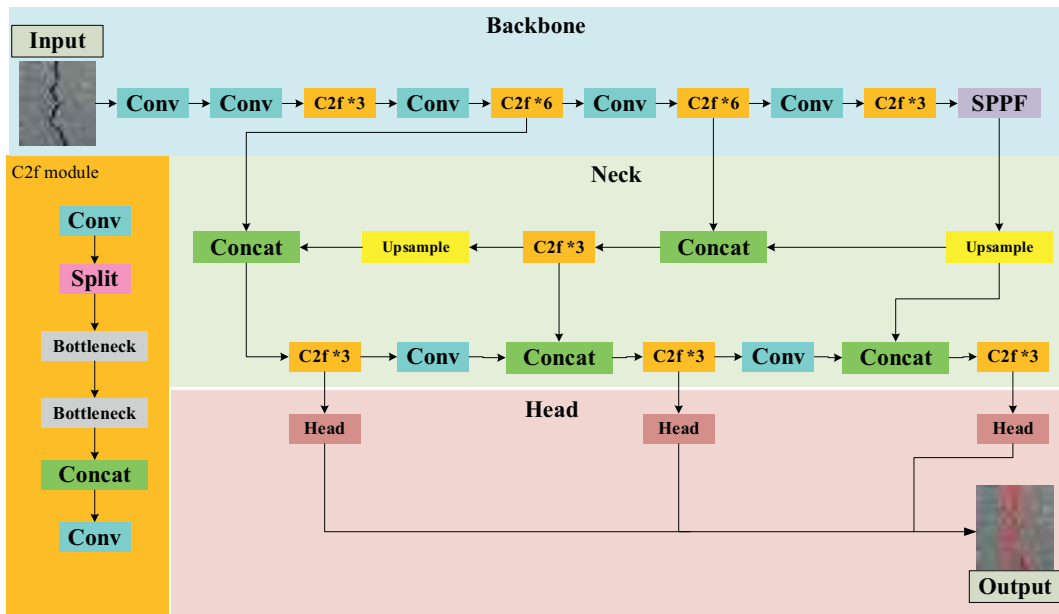 Backbone
Input
Conv
Conv
C2f *3
Conv
C2f *6
Conv
C2f *6
Conv
C2f *3
SPPF
C2f module
Conv
Split
Bottleneck
Bottleneck
Concat
Conv
Neck
Concat
Upsample
C2f *3
Concat
Upsample
C2f *3
Conv
Concat
C2f *3
Conv
Concat
C2f *3
Head
Head
Head
Head
Output